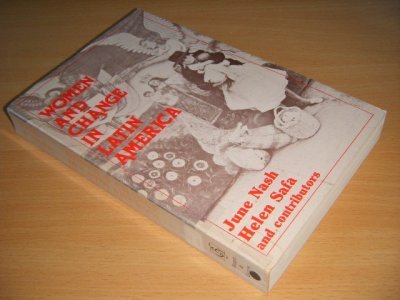 WOMEN
AND
CHANGE
IN
LATIN
AMERICA
June Nash
Helen Safa
and contributors